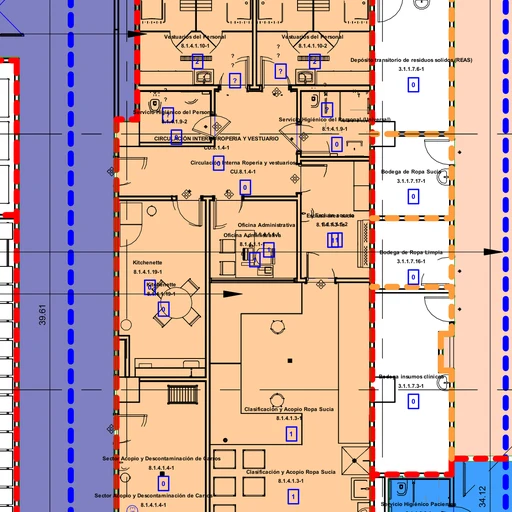 Vestuarios del Personal
8.1.4.1.10-1
Vestuarios del Personal
8.1.4.1.10-2
Depósito transitorio de residuos solidos (REAS)
3.1.1.7.6-1
0
?
?
Servicio Higiénico del Personal
Servicio Higiénico del Personal (Universal)
8.1.4.1.9-1
0
CIRCULACIÓN INTERNA ROPERIA Y VESTUARIO
CU.8.1.4-1
Circulación Interna Roperia y vestuarios
CU.8.1.4-1
0
Bodega de Ropa Sucia
3.1.1.7.17-1
0
Oficina Administrativa
Oficina Administrativa
Bodega de Ropa Limpia
3.1.1.7.16-1
0
Kitchenette
8.1.4.1.19-1
Kitchenette
0
39.61
Bodega insumos clínicos
3.1.1.7.3-1
0
Clasificación y Acopio Ropa Sucia
8.1.4.1.3-1
1
Sector Acopio y Descontaminación de Carros
8.1.4.1.4-1
0
Clasificación y Acopio Ropa Sucia
8.1.4.1.3-1
1
Sector Acopio y Descontaminación de Carros
8.1.4.1.4-1
34.12
Servicio Higiénico Pacientes